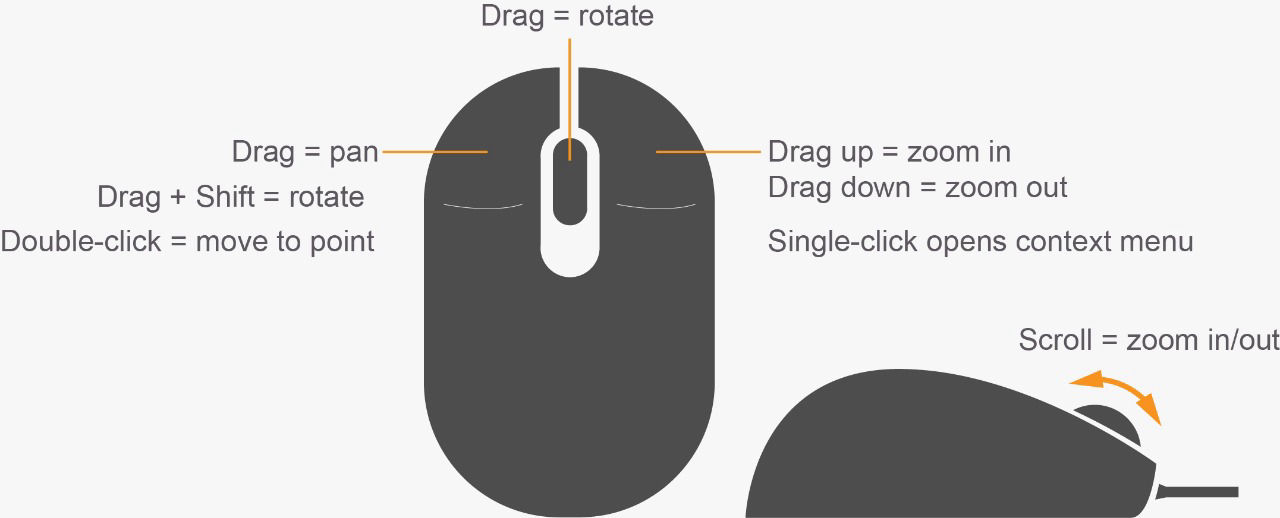 Drag = rotate
Drag = pan
Drag + Shift = rotate
Double-click = move to point
Drag up = zoom in
Drag down = zoom out
Single-click opens context menu
Scroll = zoom in/out